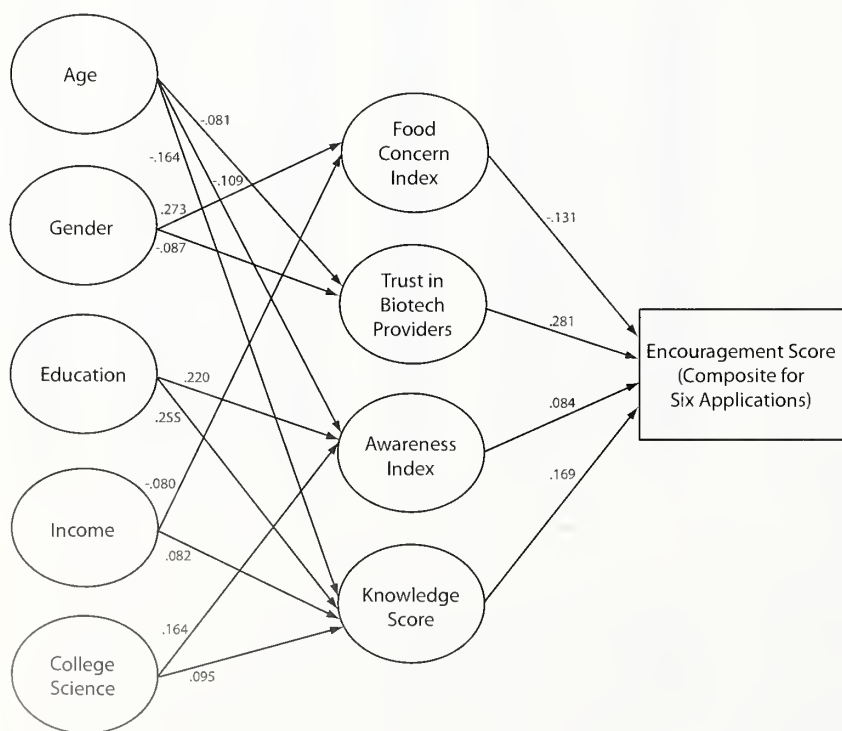 Age
Gender
Education
Income
College
Science
-.081
-.164
-.109
.273
-.087
.220
.255
-.080
.082
.164
.095
Food
Concern
Index
Trust in
Biotech
Providers
Awareness
Index
Knowledge
Score
-.131
.281
.084
.169
Encouragement Score
(Composite for
Six Applications)